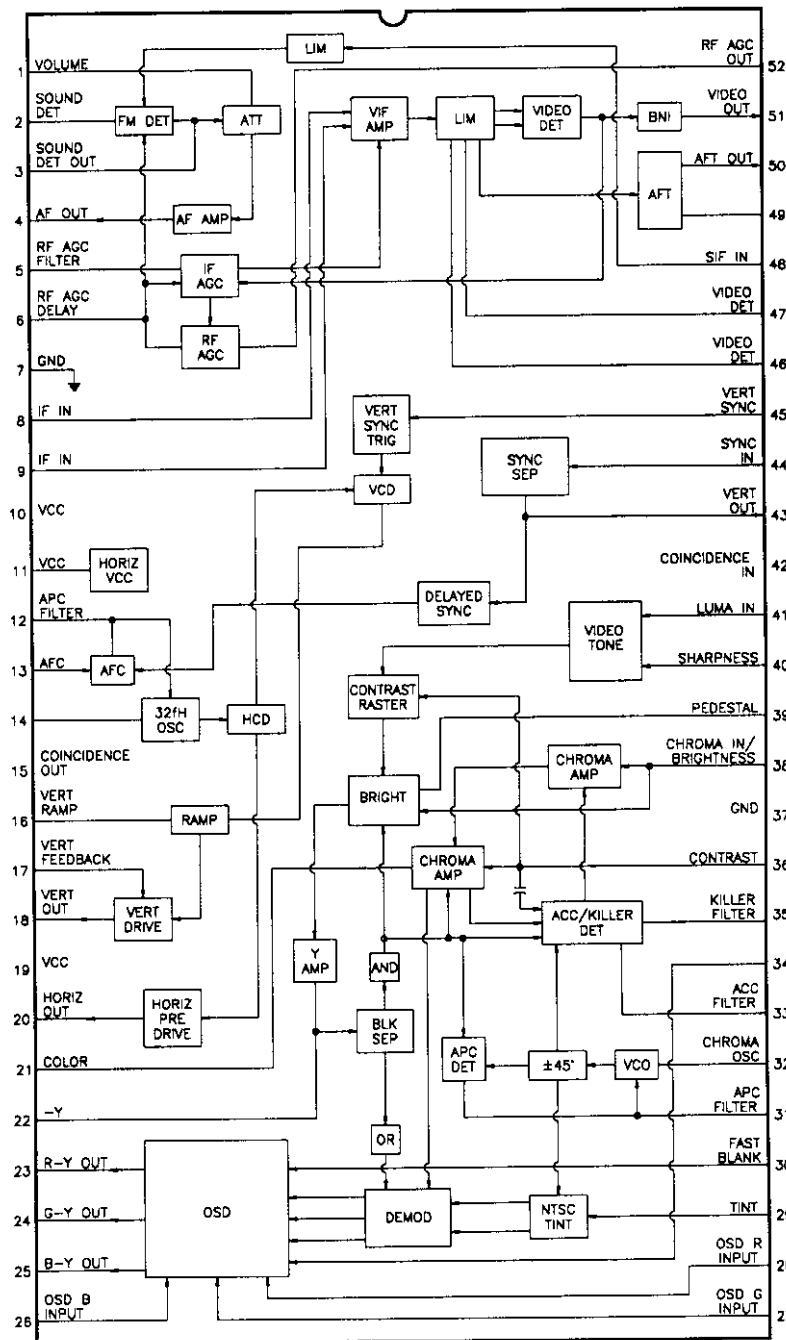 LIM
RF AGC
OUT
52
1
VOLUME
2
SOUND
DET
FM DET
ATT
VIF
AMP
LIM
VIDEO
DET
BNI
VIDEO
OUT
51
3
SOUND
DET OUT
AFT
AFT OUT
50
4
AF OUT
AF AMP
49
5
RF AGC
FILTER
IF
AGC
SIF IN
48
6
RF AGC
DELAY
RF
AGC
VIDEO
DET
47
7
GND
VIDEO
DET
46
8
IF IN
VERT
SYNC
TRIG
VERT
SYNC
45
9
IF IN
SYNC
SEP
SYNC
IN
44
10
VCC
VCD
VERT
OUT
43
11
VCC
HORIZ
VCC
COINCIDENCE
IN
42
12
APC
FILTER
DELAYED
SYNC
VIDEO
TONE
LUMA IN
41
13
AFC
AFC
SHARPNESS
40
14
32fH
OSC
HCD
CONTRAST
RASTER
PEDESTAL
39
15
COINCIDENCE
OUT
CHROMA
AMP
CHROMA IN/
BRIGHTNESS
38
16
VERT
RAMP
RAMP
BRIGHT
GND
37
17
VERT
FEEDBACK
CHROMA
AMP
CONTRAST
36
18
VERT
OUT
VERT
DRIVE
ACC/KILLER
DET
KILLER
FILTER
35
19
VCC
Y
AMP
AND
34
20
HORIZ
OUT
HORIZ
PRE
DRIVE
BLK
SEP
ACC
FILTER
33
21
COLOR
APC
DET
±45°
VCO
CHROMA
OSC
32
22
-Y
OR
APC
FILTER
31
23
R-Y OUT
OSD
FAST
BLANK
30
24
G-Y OUT
DEMOD
NTSC
TINT
TINT
29
25
B-Y OUT
OSD R
INPUT
28
26
OSD B
INPUT
OSD G
INPUT
27